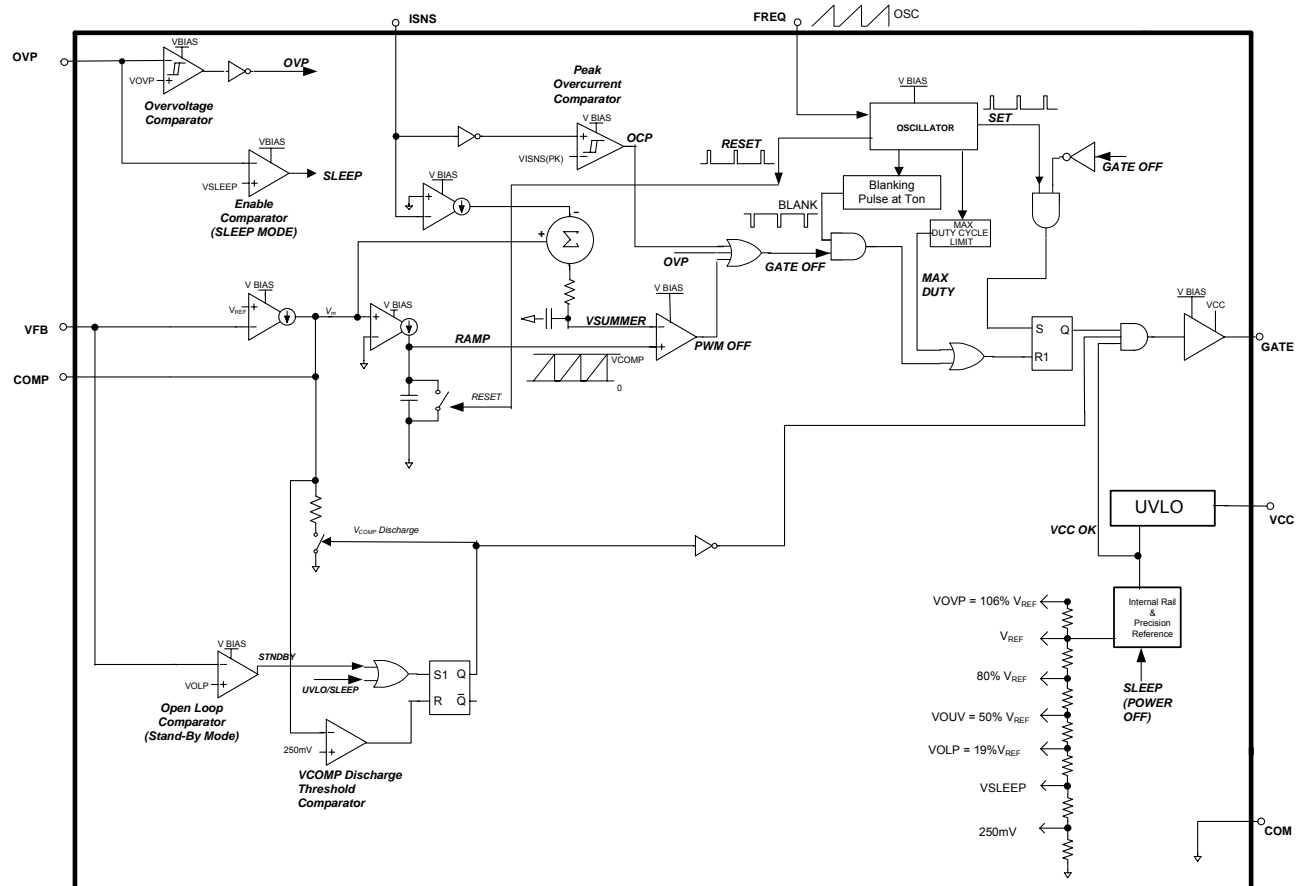 ISNS
FREQ
OSC
OVP
VBIAS
VOVP
OVP
Overvoltage
Comparator
VBIAS
VSLEEP
SLEEP
Enable
Comparator
(SLEEP MODE)
Peak
Overcurrent
Comparator
V BIAS
VISNS(PK)
OCP
V BIAS
V BIAS
OSCILLATOR
SET
RESET
GATE OFF
Blanking
Pulse at Ton
BLANK
MAX
DUTY CYCLE
LIMIT
MAX
DUTY
OVP
GATE OFF
Σ
VFB
V BIAS
VREF
Vm
V BIAS
RAMP
VSUMMER
V BIAS
PWM OFF
VCOMP
0
COMP
RESET
S Q
R1
V BIAS
VCC
GATE
VCOMP Discharge
UVLO
VCC
VCC OK
Internal Rail
&
Precision
Reference
SLEEP
(POWER
OFF)
VOVP = 106% VREF
VREF
80% VREF
VOUV = 50% VREF
VOLP = 19%VREF
VSLEEP
250mV
V BIAS
VOLP
STNDBY
UVLO/SLEEP
S1 Q
R Q̅
Open Loop
Comparator
(Stand-By Mode)
250mV
VCOMP Discharge
Threshold
Comparator
COM